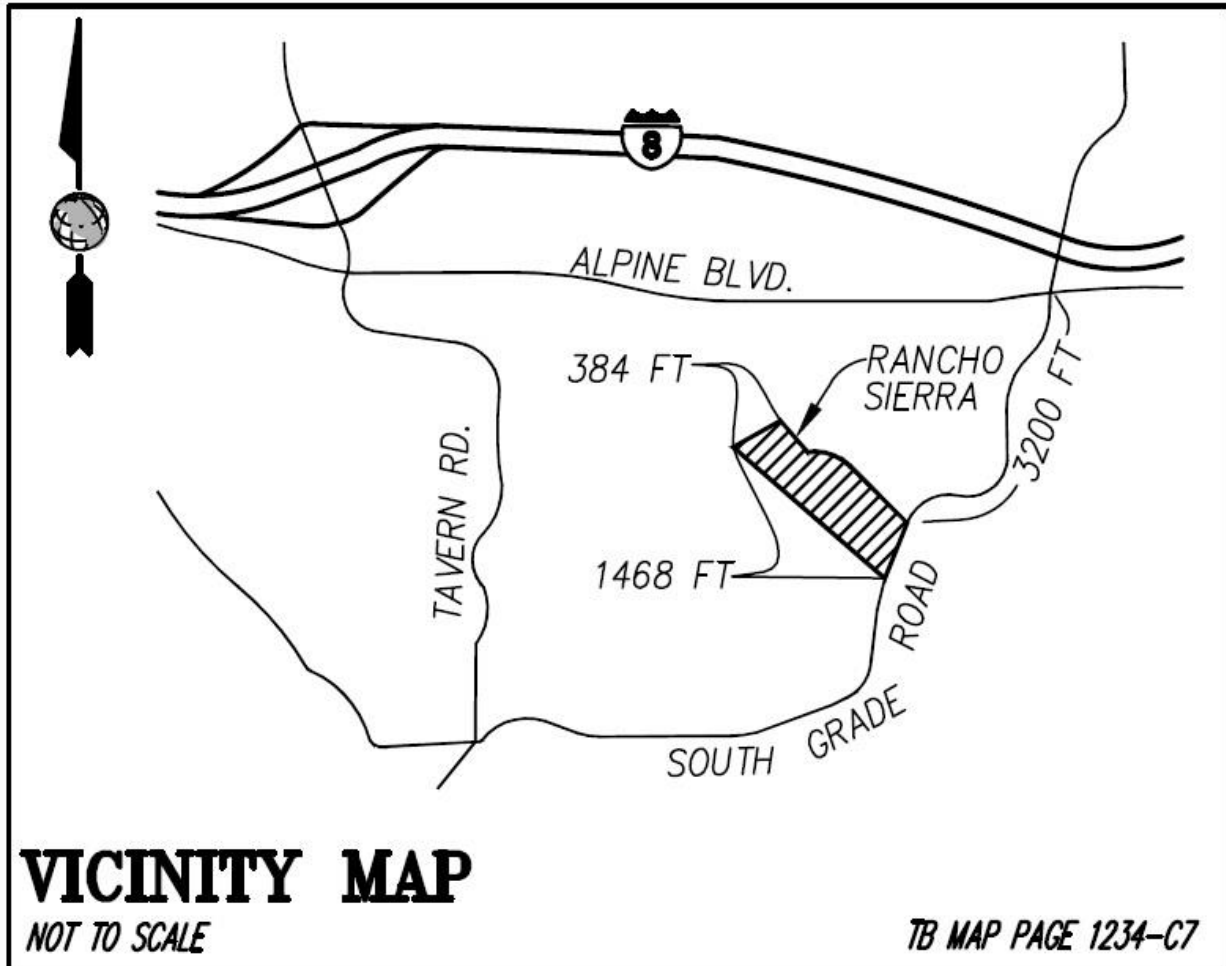 8
ALPINE BLVD.
384 FT
RANCHO
SIERRA
3200 FT
TAVERN RD.
1468 FT
SOUTH GRADE ROAD
VICINITY MAP
NOT TO SCALE
TB MAP PAGE 1234-C7